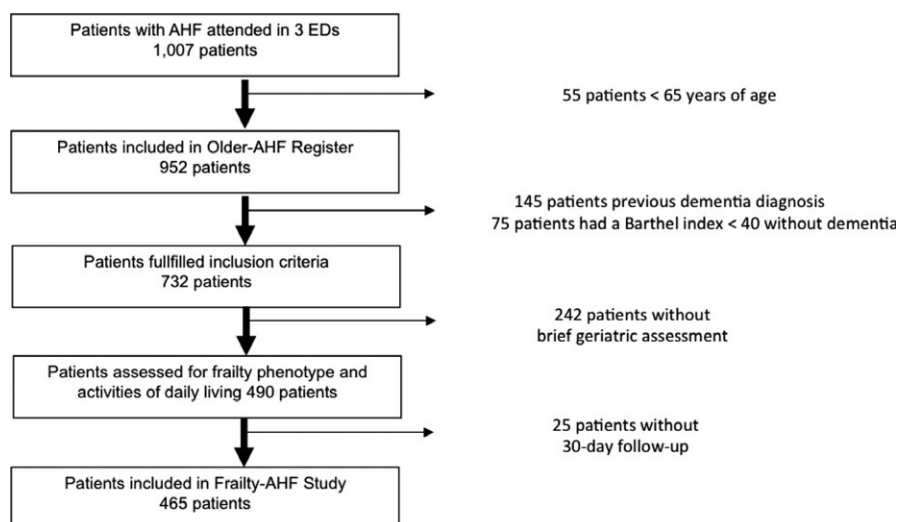 Patients with AHF attended in 3 EDs
1,007 patients
55 patients < 65 years of age
Patients included in Older-AHF Register
952 patients
145 patients previous dementia diagnosis
75 patients had a Barthel index < 40 without dementia
Patients fullfilled inclusion criteria
732 patients
242 patients without
brief geriatric assessment
Patients assessed for frailty phenotype and
activities of daily living 490 patients
25 patients without
30-day follow-up
Patients included in Frailty-AHF Study
465 patients